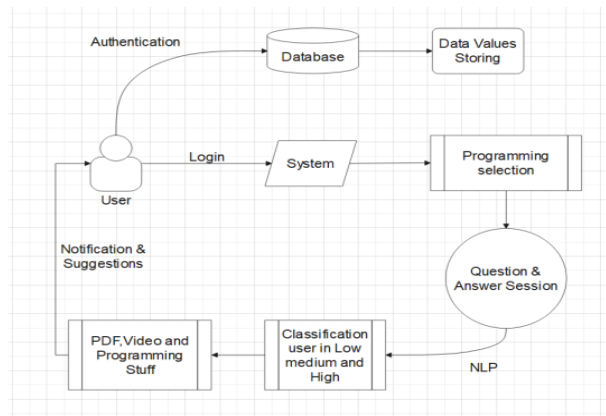 Authentication
Database
Data Values
Storing
Login
System
Programming
selection
User
Notification &
Suggestions
Question &
Answer Session
PDF,Video and
Programming
Stuff
Classification
user in Low
medium and
High
NLP